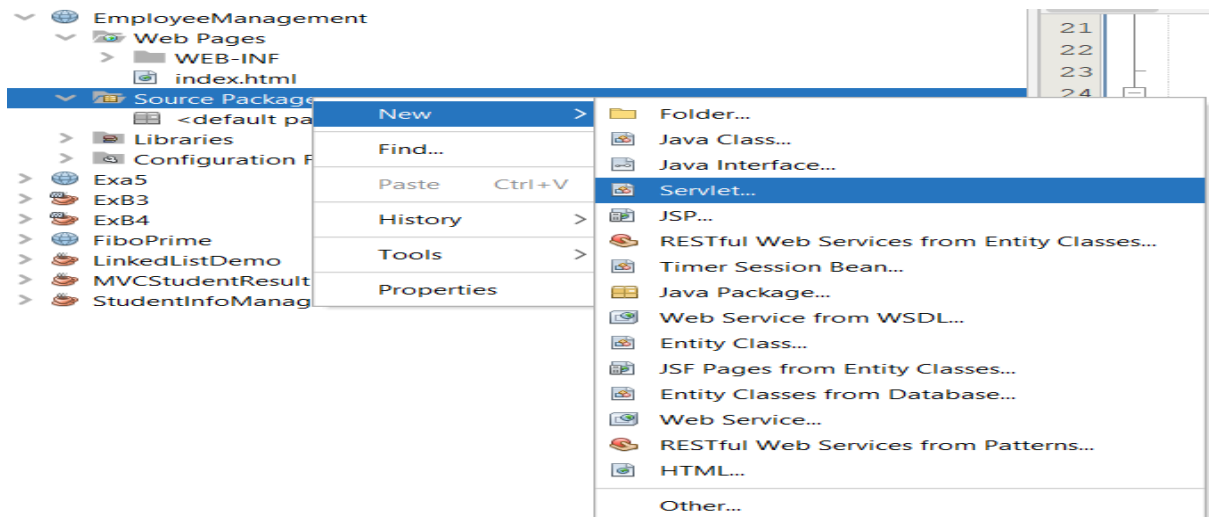 EmployeeManagement
Web Pages
WEB-INF
index.html
Source Package
<default pa
Libraries
Configuration F
Exa5
ExB3
ExB4
FiboPrime
LinkedListDemo
MVCStudentResult
StudentInfoManag
New >
Find...
Paste Ctrl+V
History >
Tools >
Properties
Folder...
Java Class...
Java Interface...
Servlet...
JSP...
RESTful Web Services from Entity Classes...
Timer Session Bean...
Java Package...
Web Service from WSDL...
Entity Class...
JSF Pages from Entity Classes...
Entity Classes from Database...
Web Service...
RESTful Web Services from Patterns...
HTML...
Other...
21
22
23
24